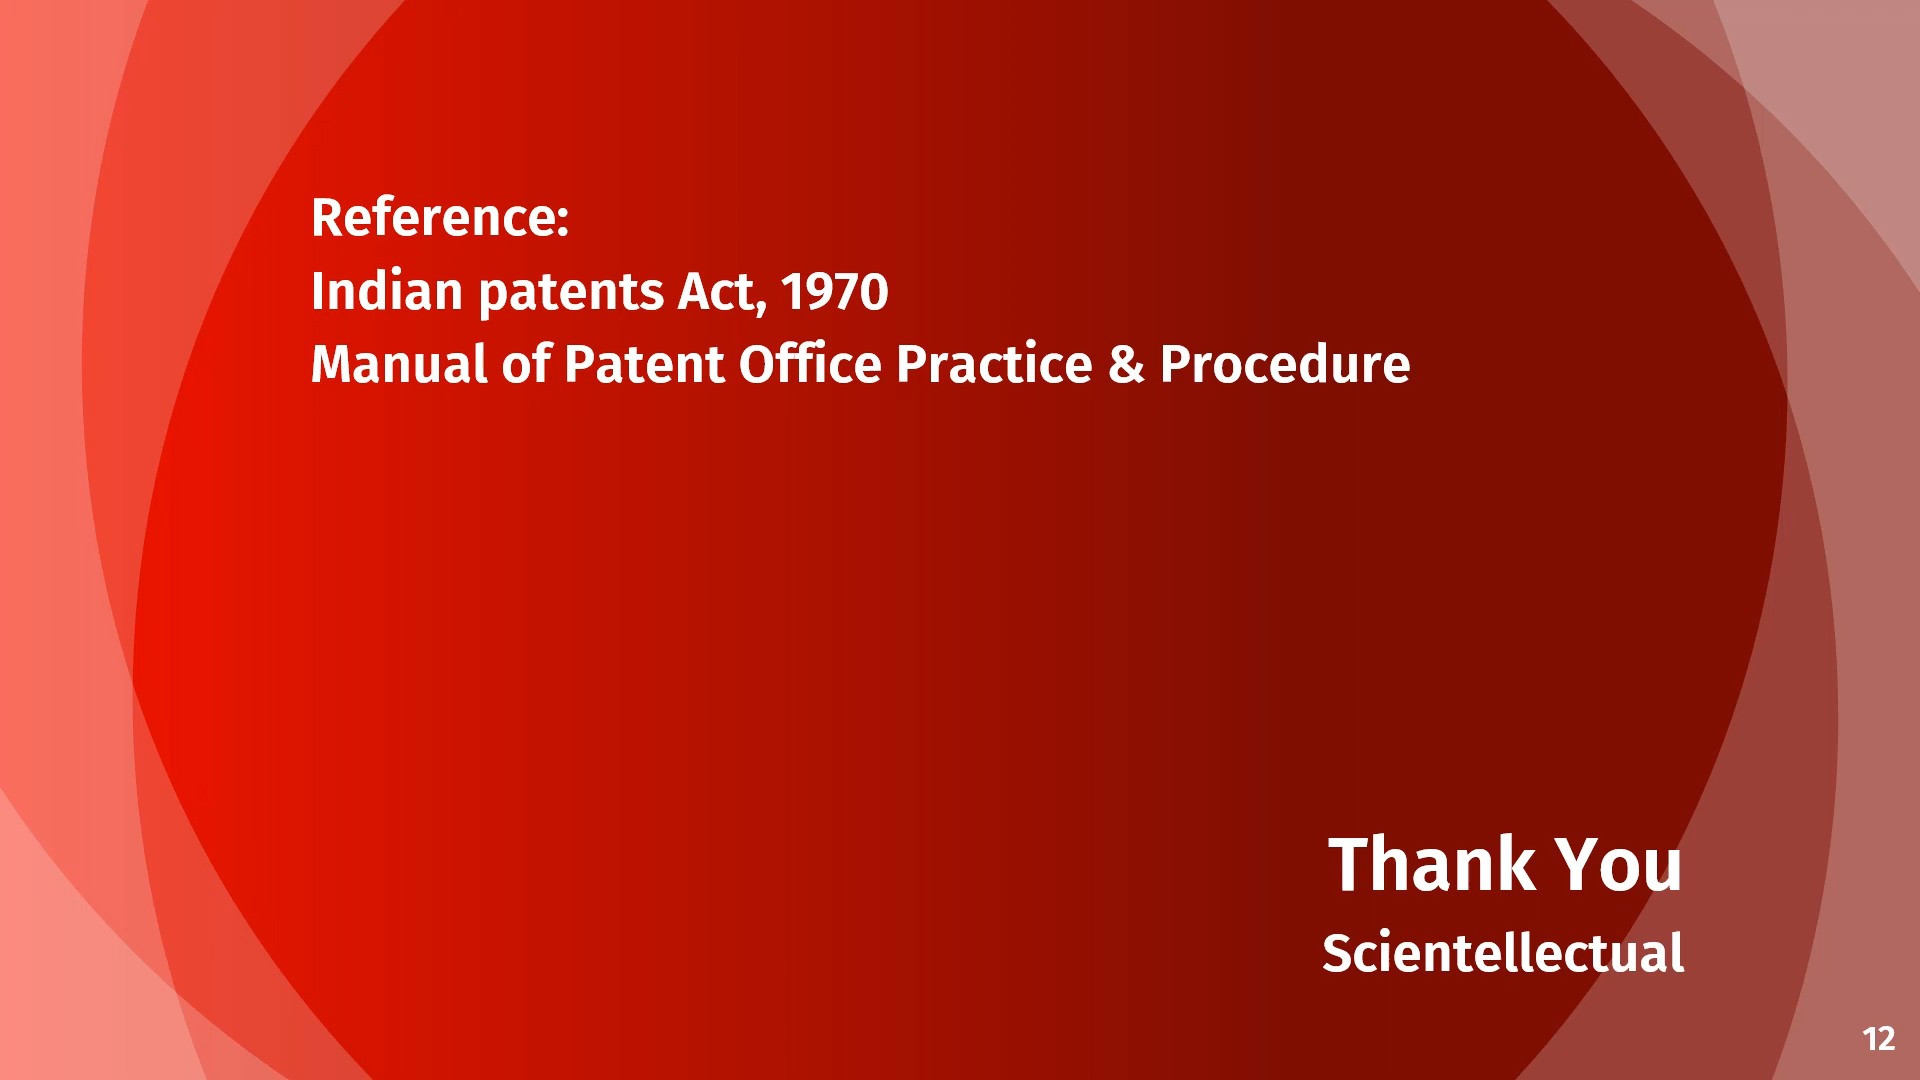 Reference:
Indian patents Act, 1970
Manual of Patent Office Practice & Procedure
Thank You
Scientellectual
12